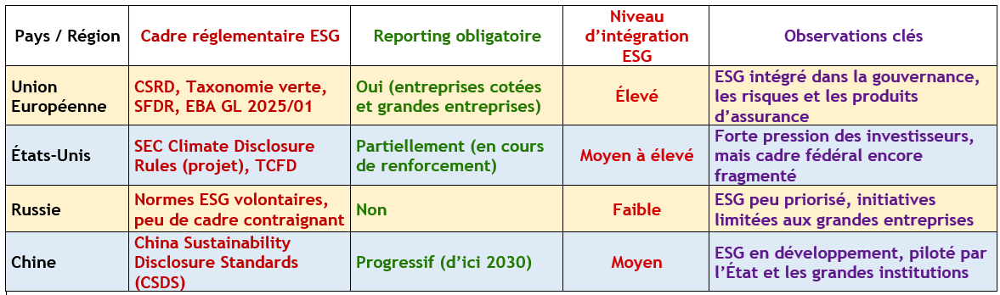 Pays / Région
Cadre réglementaire ESG
Reporting obligatoire
Niveau
d’intégration
ESG
Observations clés
Union
Européenne
CSRD, Taxonomie verte,
SFDR, EBA GL 2025/01
Oui (entreprises cotées
et grandes entreprises)
Élevé
ESG intégré dans la gouvernance,
les risques et les produits
d’assurance
États-Unis
SEC Climate Disclosure
Rules (projet), TCFD
Partiellement (en cours
de renforcement)
Moyen à élevé
Forte pression des investisseurs,
mais cadre fédéral encore
fragmenté
Russie
Normes ESG volontaires,
peu de cadre contraignant
Non
Faible
ESG peu priorisé, initiatives
limitées aux grandes entreprises
Chine
China Sustainability
Disclosure Standards
(CSDS)
Progressif (d’ici 2030)
Moyen
ESG en développement, piloté par
l’État et les grandes institutions